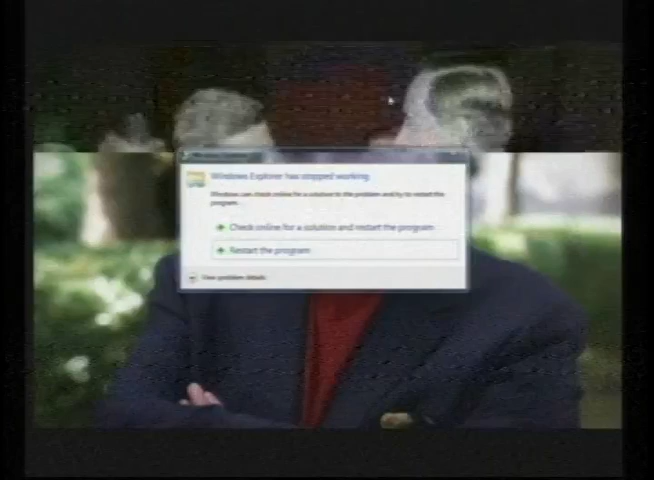 Windows Explorer has stopped working
Windows can check online for a solution to the problem and try to restart the
program.
Check online for a solution and restart the program
Restart the program
View problem details